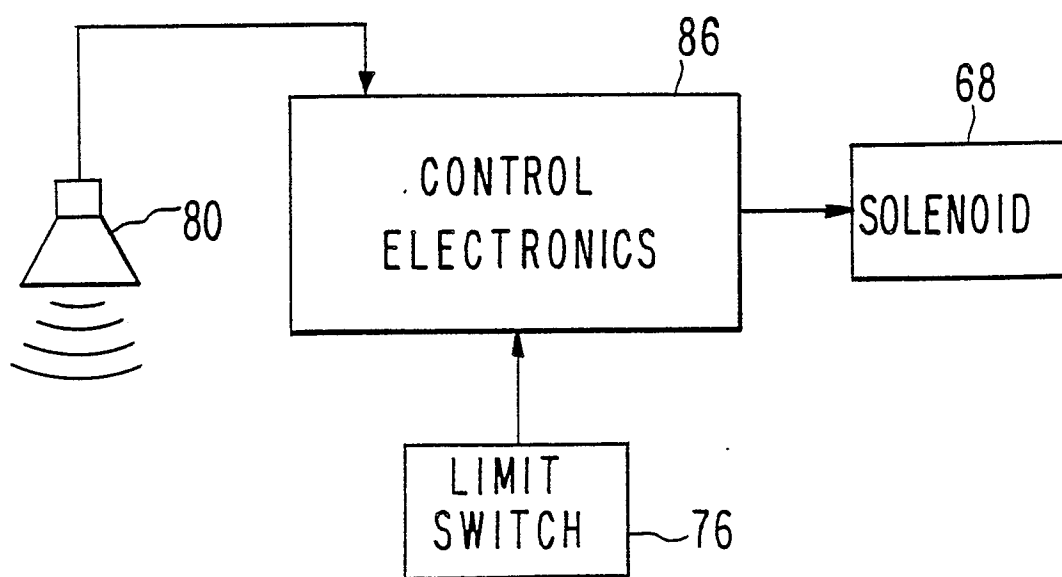 86
68
CONTROL
ELECTRONICS
SOLENOID
80
LIMIT
SWITCH
76